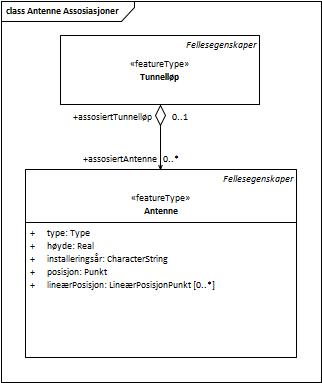 class Antenne Assosiasjoner
Fellesegenskaper
«featureType»
Tunnelløp
+assosiertTunnelløp 0..1
+assosiertAntenne 0..*
Fellesegenskaper
«featureType»
Antenne
+ type: Type
+ høyde: Real
+ installeringsår: CharacterString
+ posisjon: Punkt
+ lineærPosisjon: LineærPosisjonPunkt [0..*]